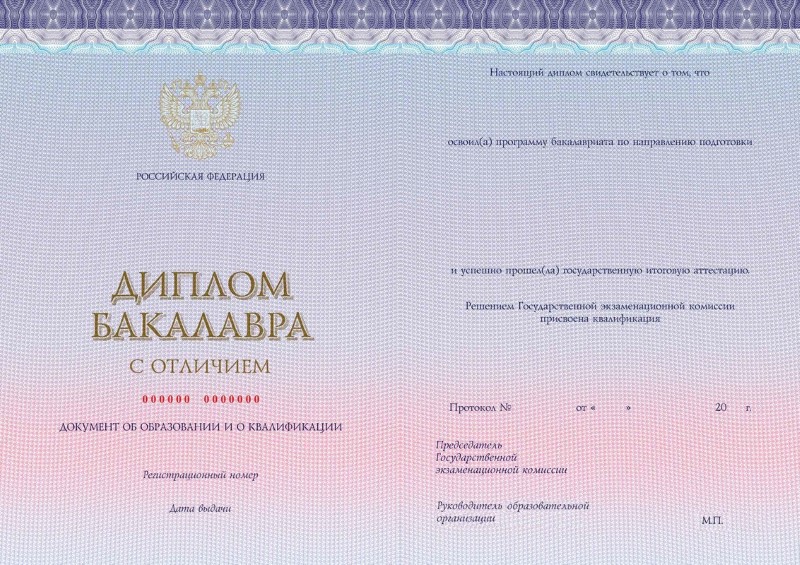 РОССИЙСКАЯ ФЕДЕРАЦИЯ
ДИПЛОМ
БАКАЛАВРА
С ОТЛИЧИЕМ
000000 0000000
ДОКУМЕНТ ОБ ОБРАЗОВАНИИ И О КВАЛИФИКАЦИИ
Регистрационный номер
Дата выдачи
Настоящий диплом свидетельствует о том, что
освоил(а) программу бакалавриата по направлению подготовки
и успешно прошел(ла) государственную итоговую аттестацию.
Решением Государственной экзаменационной комиссии
присвоена квалификация
Протокол № от « » 20 г.
Председатель
Государственной
экзаменационной комиссии
Руководитель образовательной
организации
М.П.